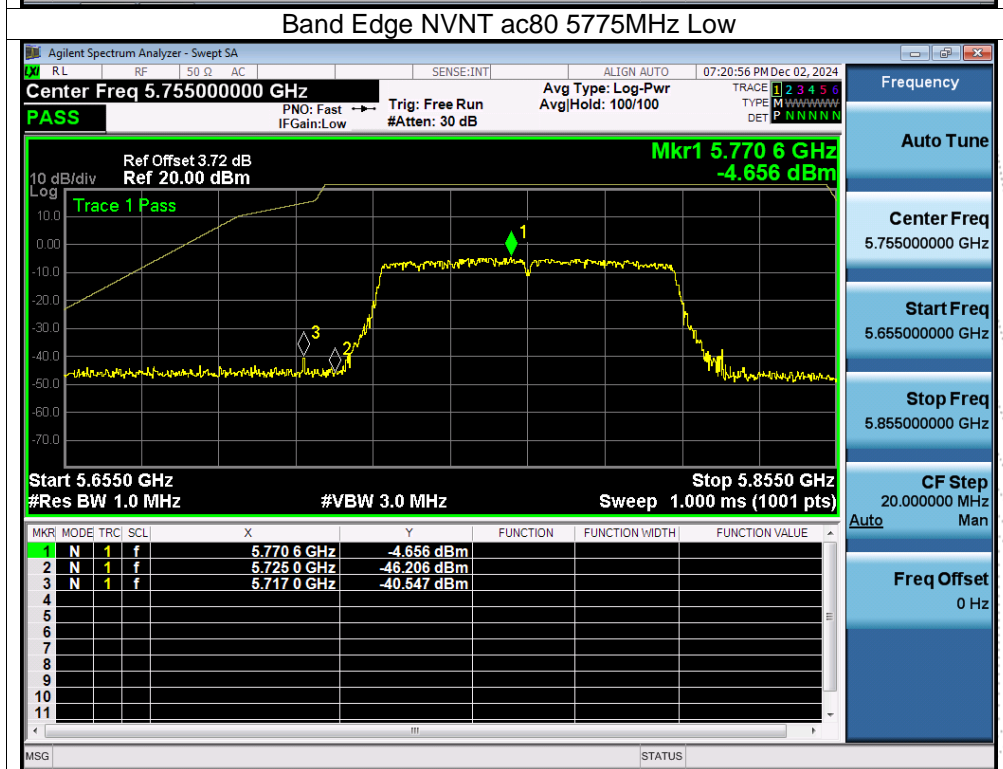 Band Edge NVNT ac80 5775MHz Low
Agilent Spectrum Analyzer - Swept SA
LXI RL RF 50 Ω AC SENSE:INT ALIGN AUTO 07:20:56 PM Dec 02, 2024
Center Freq 5.755000000 GHz
PASS
PNO: Fast
IFGain:Low
Trig: Free Run
#Atten: 30 dB
Avg Type: Log-Pwr
Avg|Hold: 100/100
TRACE 1 2 3 4 5 6
TYPE M WWWWW
DET P NNNNN
Mkr1 5.770 6 GHz
-4.656 dBm
Ref Offset 3.72 dB
10 dB/div Ref 20.00 dBm
Log
Trace 1 Pass
10.0
0.00
-10.0
-20.0
-30.0
-40.0
-50.0
-60.0
-70.0
1
3
2
Start 5.6550 GHz Stop 5.8550 GHz
#Res BW 1.0 MHz #VBW 3.0 MHz Sweep 1.000 ms (1001 pts)
MKR MODE TRC SCL X Y FUNCTION FUNCTION WIDTH FUNCTION VALUE
1 N 1 f 5.770 6 GHz -4.656 dBm
2 N 1 f 5.725 0 GHz -46.206 dBm
3 N 1 f 5.717 0 GHz -40.547 dBm
4
5
6
7
8
9
10
11
MSG STATUS
Frequency
Auto Tune
Center Freq
5.755000000 GHz
Start Freq
5.655000000 GHz
Stop Freq
5.855000000 GHz
CF Step
20.000000 MHz
Auto Man
Freq Offset
0 Hz